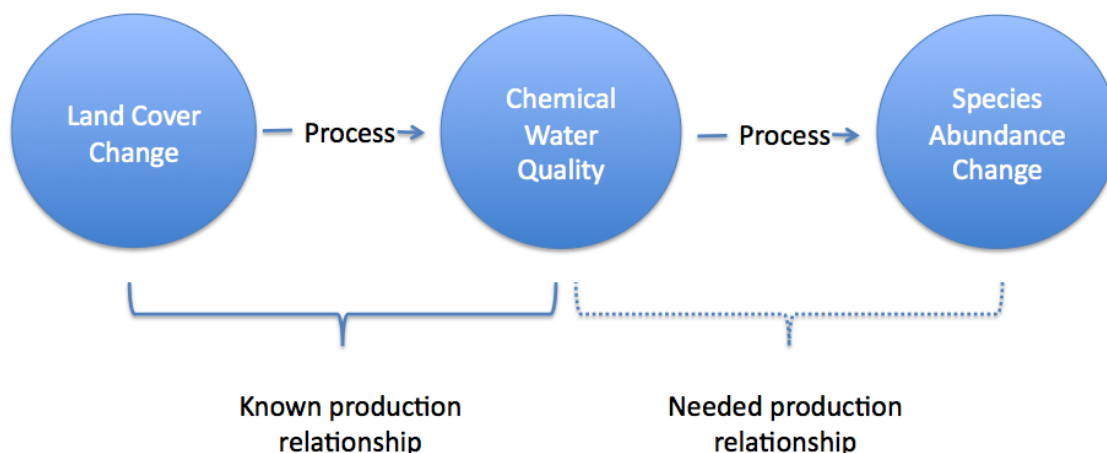 Land Cover
Change
Process
Chemical
Water
Quality
Process
Species
Abundance
Change
Known production
relationship
Needed production
relationship